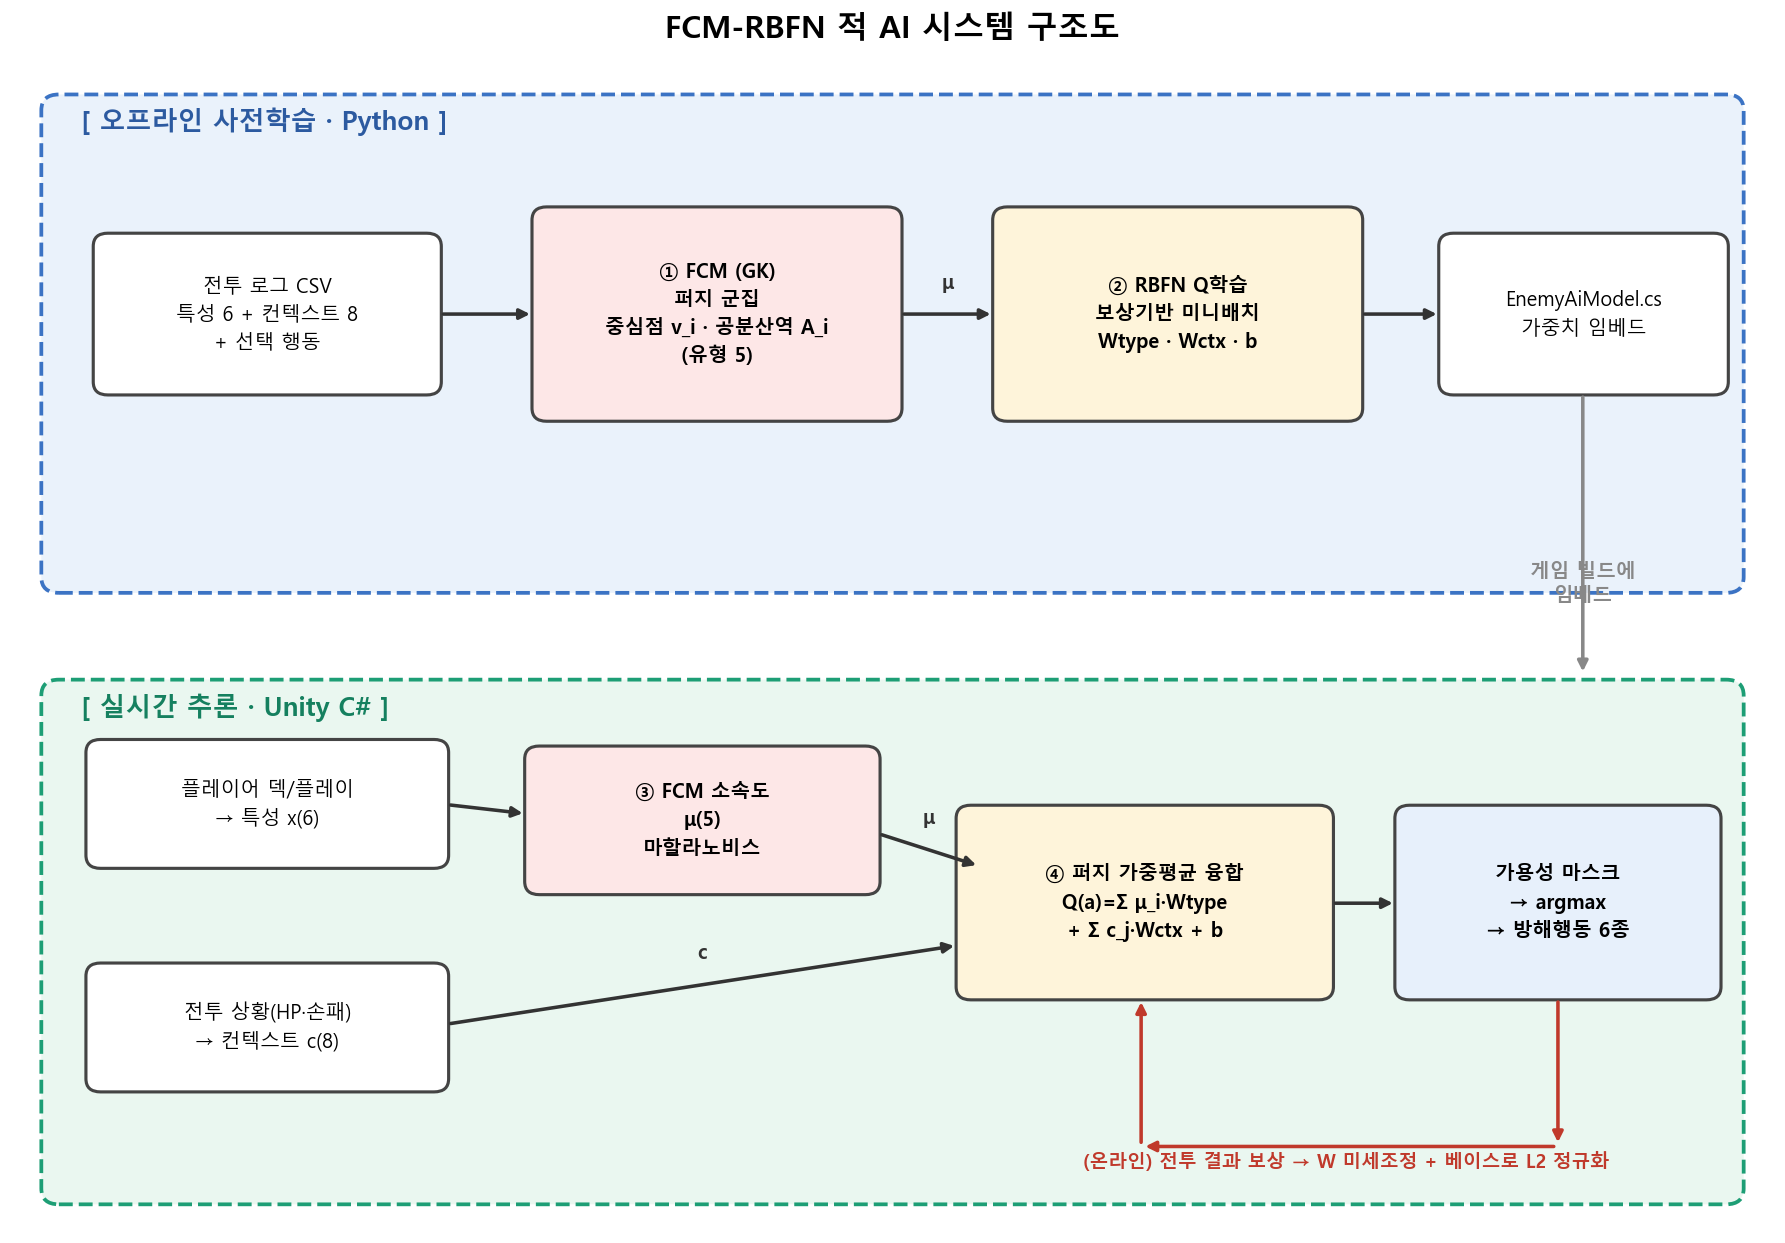 FCM-RBFN 적 AI 시스템 구조도
[ 오프라인 사전학습 · Python ]
전투 로그 CSV
특성 6 + 컨텍스트 8
+ 선택 행동
① FCM (GK)
퍼지 군집
중심점 v_i · 공분산역 A_i
(유형 5)
μ
② RBFN Q학습
보상기반 미니배치
Wtype · Wctx · b
EnemyAiModel.cs
가중치 임베드
게임 빌드에
임베드
[ 실시간 추론 · Unity C# ]
플레이어 덱/플레이
→ 특성 x(6)
③ FCM 소속도
μ(5)
마할라노비스
μ
전투 상황(HP·손패)
→ 컨텍스트 c(8)
c
④ 퍼지 가중평균 융합
Q(a)=Σ μ_i·Wtype
+ Σ c_j·Wctx + b
가용성 마스크
→ argmax
→ 방해행동 6종
(온라인) 전투 결과 보상 → W 미세조정 + 베이스로 L2 정규화